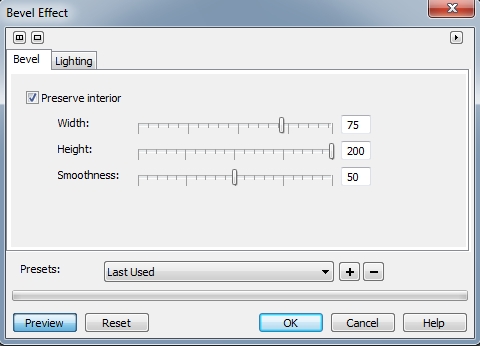 Bevel Effect
Bevel Lighting
Preserve interior
Width: 75
Height: 200
Smoothness: 50
Presets: Last Used
Preview Reset OK Cancel Help